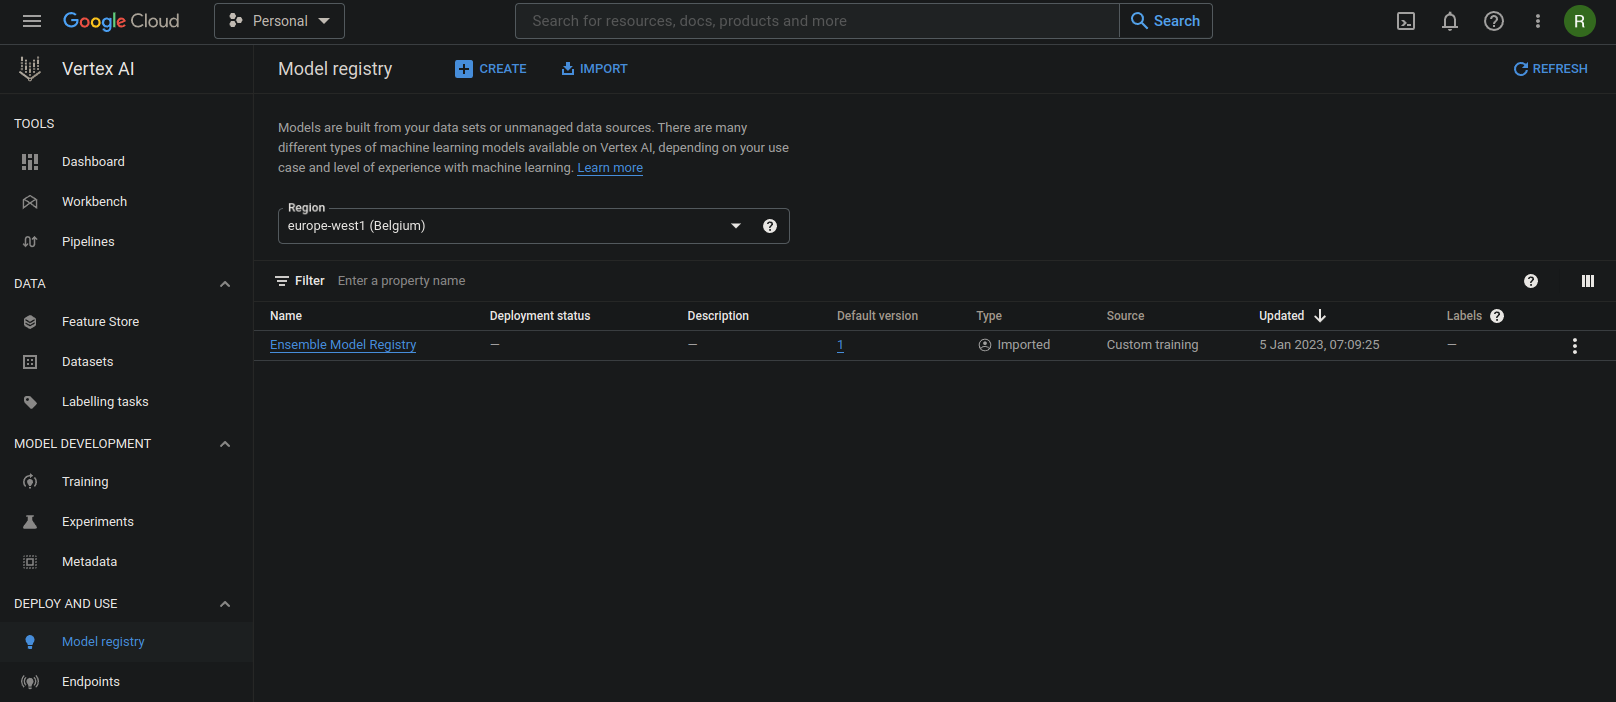 Google Cloud
Personal
Search for resources, docs, products and more
Search
R
Vertex AI
Model registry
CREATE
IMPORT
REFRESH
TOOLS
Dashboard
Workbench
Pipelines
DATA
Feature Store
Datasets
Labelling tasks
MODEL DEVELOPMENT
Training
Experiments
Metadata
DEPLOY AND USE
Model registry
Endpoints
Models are built from your data sets or unmanaged data sources. There are many
different types of machine learning models available on Vertex AI, depending on your use
case and level of experience with machine learning. Learn more
Region
europe-west1 (Belgium)
Filter Enter a property name
Name Deployment status Description Default version Type Source Updated Labels
Ensemble Model Registry — — 1 Imported Custom training 5 Jan 2023, 07:09:25 —